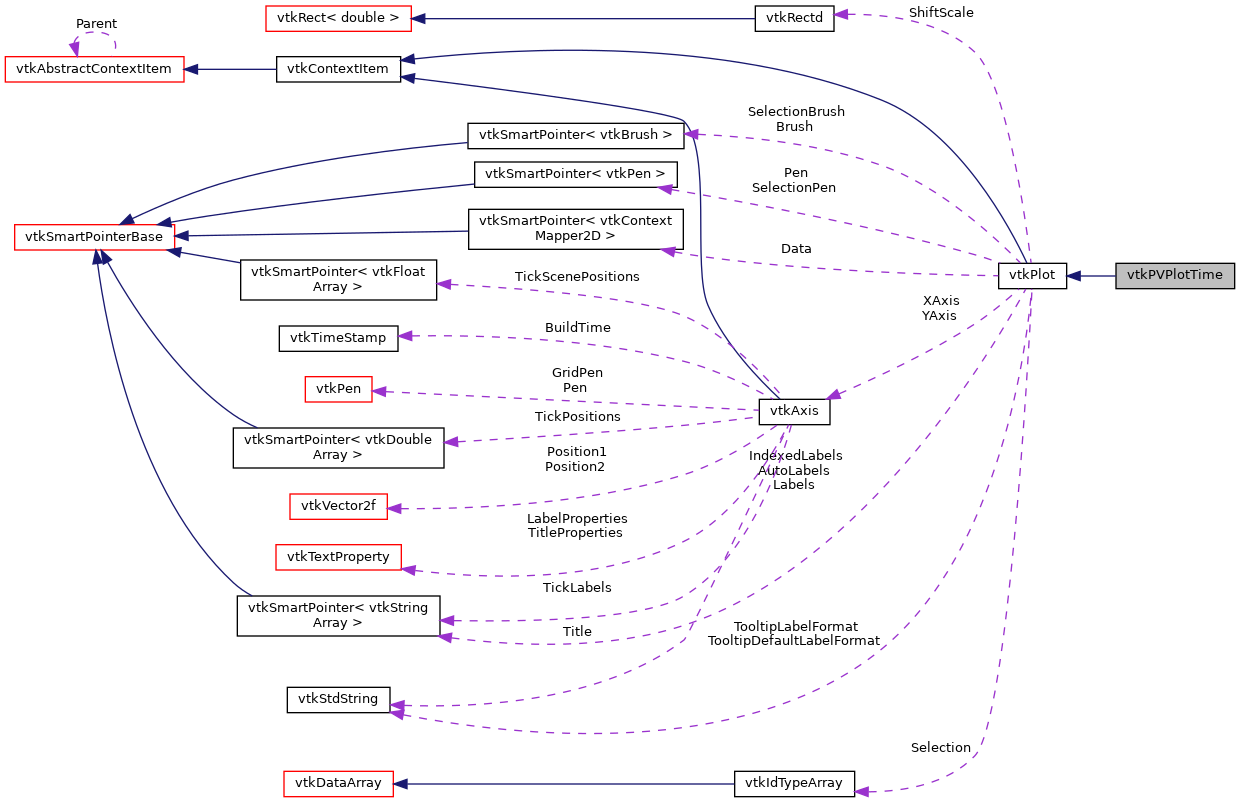 vtkRect< double >
vtkRectd
ShiftScale
Parent
vtkAbstractContextItem
vtkContextItem
SelectionBrush
Brush
vtkSmartPointer< vtkBrush >
vtkSmartPointer< vtkPen >
Pen
SelectionPen
vtkSmartPointerBase
vtkSmartPointer< vtkContext
Mapper2D >
Data
vtkSmartPointer< vtkFloat
Array >
TickScenePositions
vtkPlot
vtkPVPlotTime
XAxis
YAxis
vtkTimeStamp
BuildTime
vtkPen
GridPen
Pen
vtkAxis
TickPositions
vtkSmartPointer< vtkDouble
Array >
Position1
Position2
IndexedLabels
AutoLabels
Labels
vtkVector2f
LabelProperties
TitleProperties
vtkTextProperty
TickLabels
vtkSmartPointer< vtkString
Array >
Title
TooltipLabelFormat
TooltipDefaultLabelFormat
vtkStdString
Selection
vtkDataArray
vtkIdTypeArray